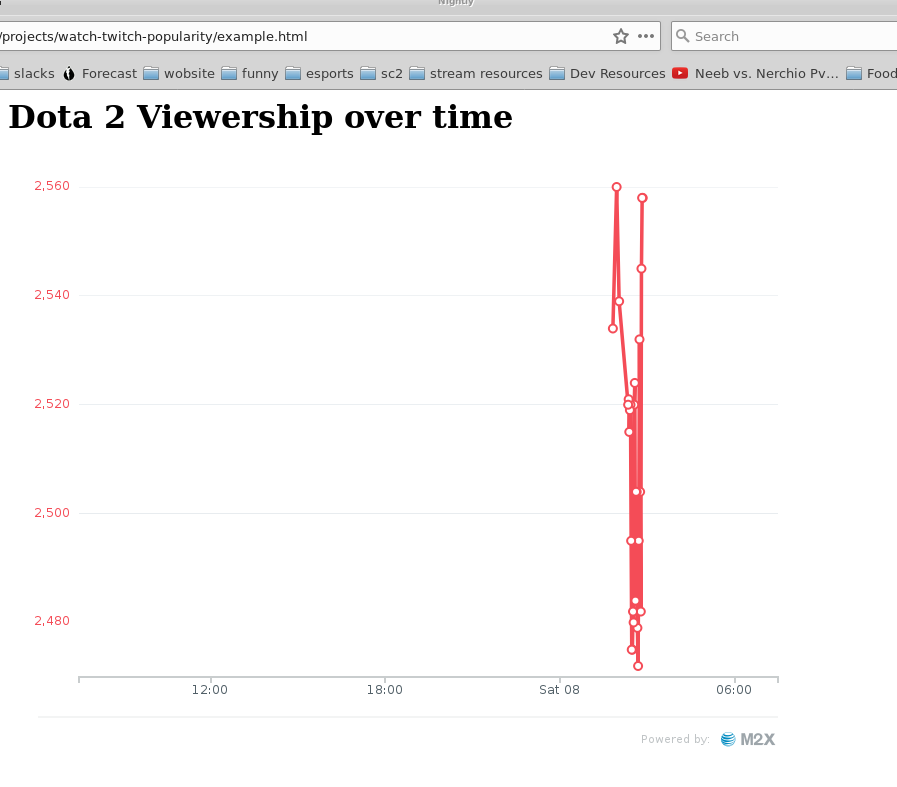 Nightly
/projects/watch-twitch-popularity/example.html
Search
slacks Forecast wobsite funny esports sc2 stream resources Dev Resources Neeb vs. Nerchio Pv... Food
Dota 2 Viewership over time
2,560
2,540
2,520
2,500
2,480
12:00 18:00 Sat 08 06:00
Powered by: M2X